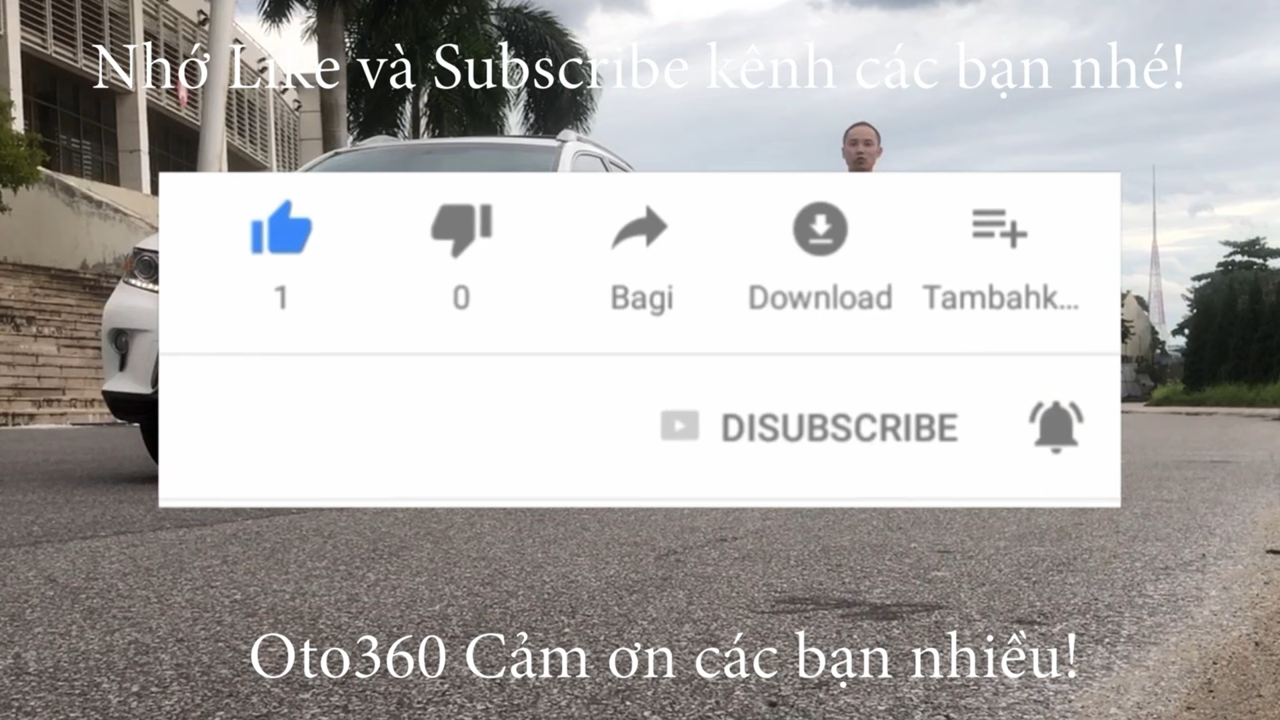 Nhớ Like và Subscribe kênh các bạn nhé!
1 0 Bagi Download Tambahk...
DISUBSCRIBE
Oto360 Cảm ơn các bạn nhiều!